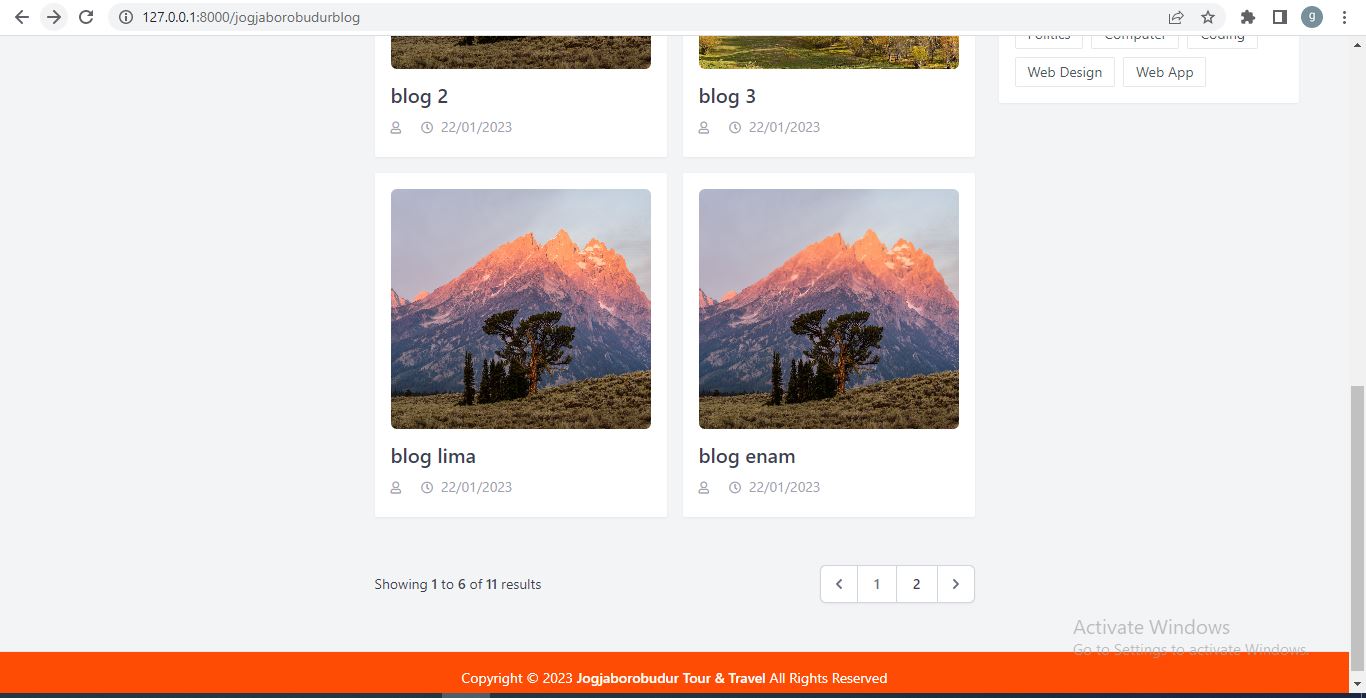 127.0.0.1:8000/jogjaborobudurblog
g
Politics Computer Coding
Web Design Web App
blog 2
22/01/2023
blog 3
22/01/2023
blog lima
22/01/2023
blog enam
22/01/2023
Showing 1 to 6 of 11 results
1 2
Activate Windows
Go to Settings to activate Windows.
Copyright © 2023 Jogjaborobudur Tour & Travel All Rights Reserved